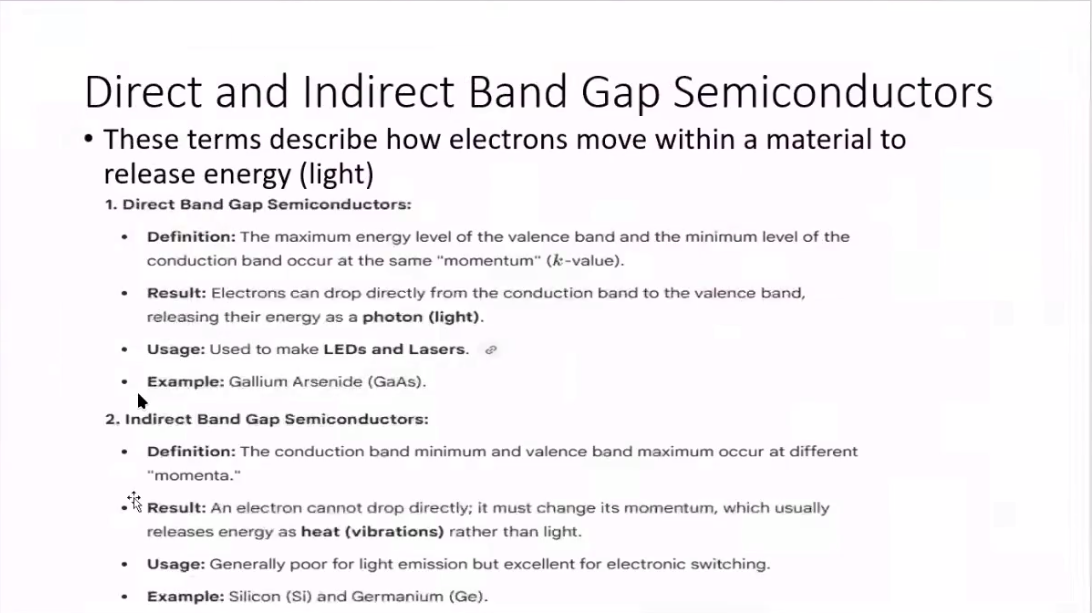 Direct and Indirect Band Gap Semiconductors
• These terms describe how electrons move within a material to
release energy (light)
1. Direct Band Gap Semiconductors:
• Definition: The maximum energy level of the valence band and the minimum level of the
conduction band occur at the same "momentum" (k-value).
• Result: Electrons can drop directly from the conduction band to the valence band,
releasing their energy as a photon (light).
• Usage: Used to make LEDs and Lasers.
• Example: Gallium Arsenide (GaAs).
2. Indirect Band Gap Semiconductors:
• Definition: The conduction band minimum and valence band maximum occur at different
"momenta."
• Result: An electron cannot drop directly; it must change its momentum, which usually
releases energy as heat (vibrations) rather than light.
• Usage: Generally poor for light emission but excellent for electronic switching.
• Example: Silicon (Si) and Germanium (Ge).